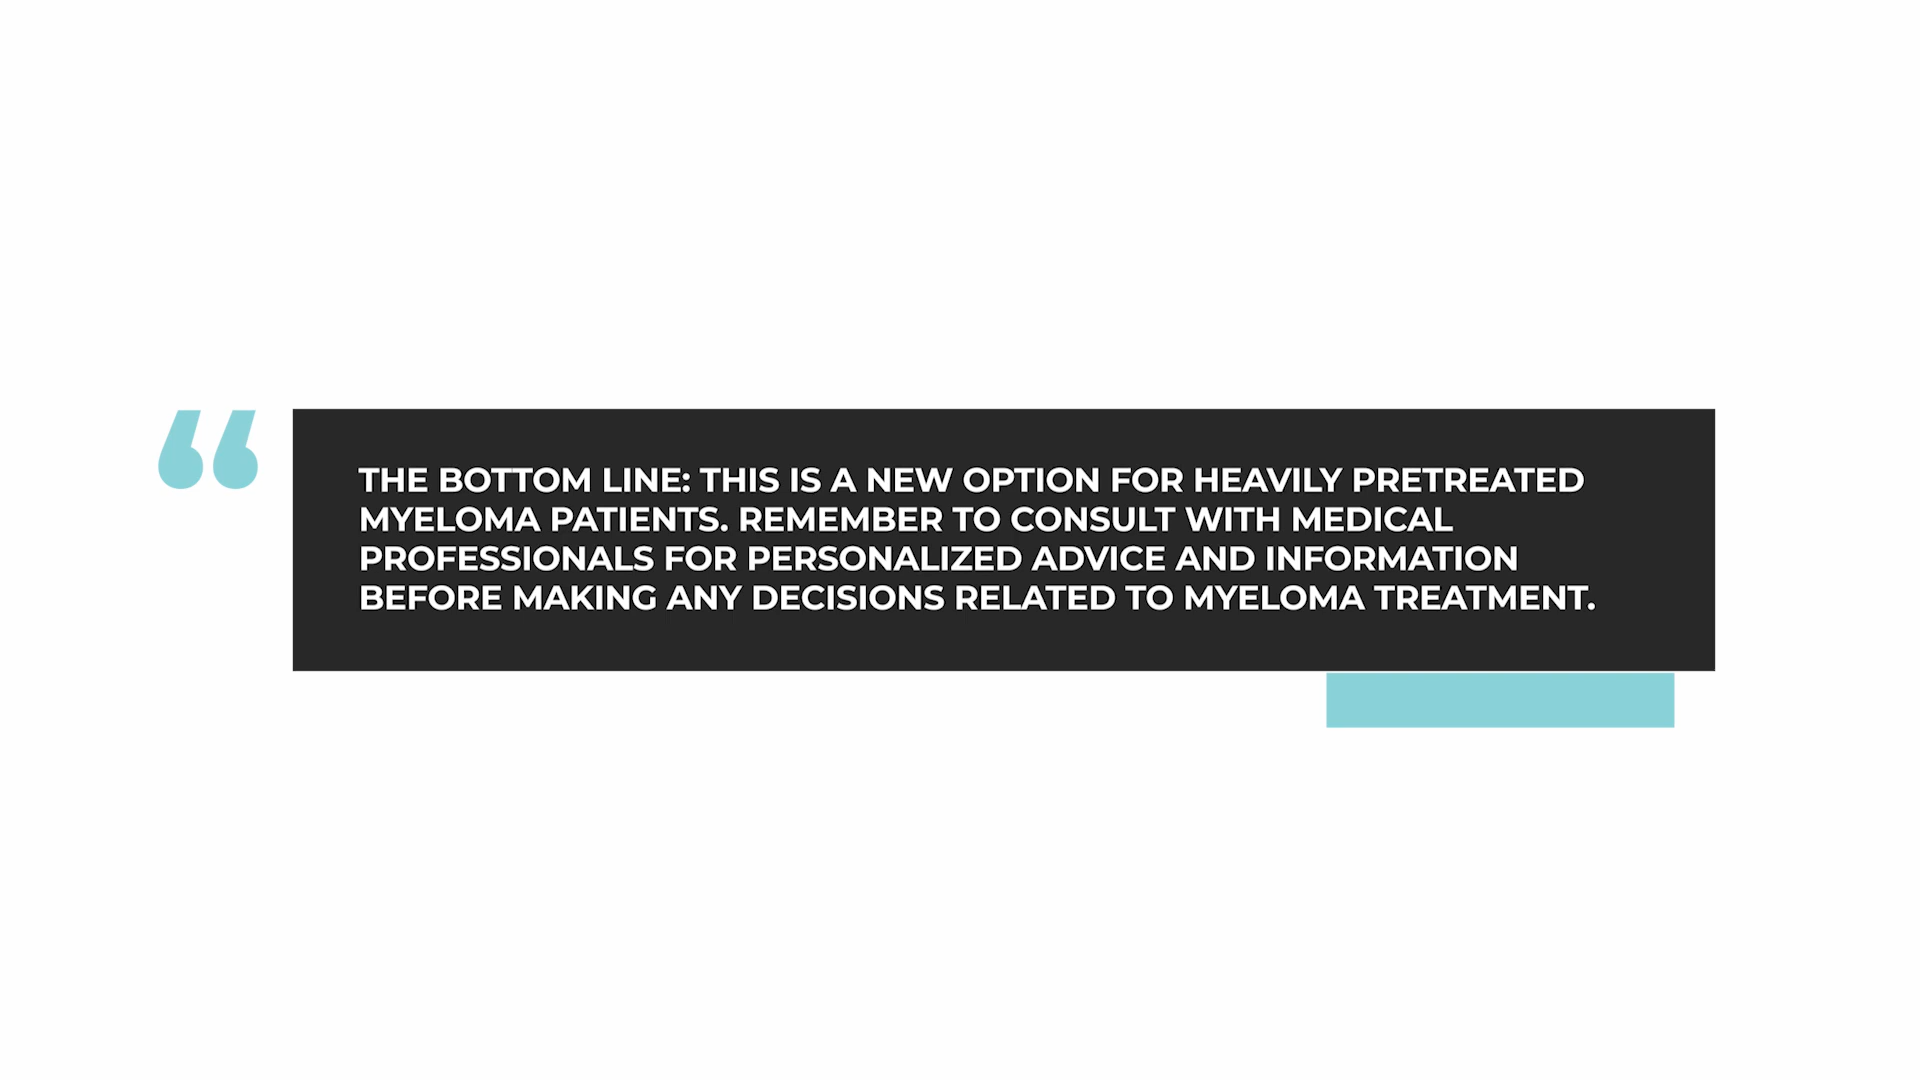 “
THE BOTTOM LINE: THIS IS A NEW OPTION FOR HEAVILY PRETREATED
MYELOMA PATIENTS. REMEMBER TO CONSULT WITH MEDICAL
PROFESSIONALS FOR PERSONALIZED ADVICE AND INFORMATION
BEFORE MAKING ANY DECISIONS RELATED TO MYELOMA TREATMENT.